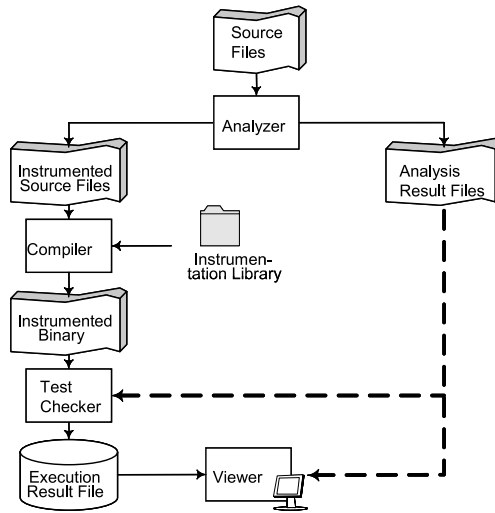 Source
Files
Analyzer
Instrumented
Source Files
Analysis
Result Files
Compiler
Instrumen-
tation Library
Instrumented
Binary
Test
Checker
Execution
Result File
Viewer